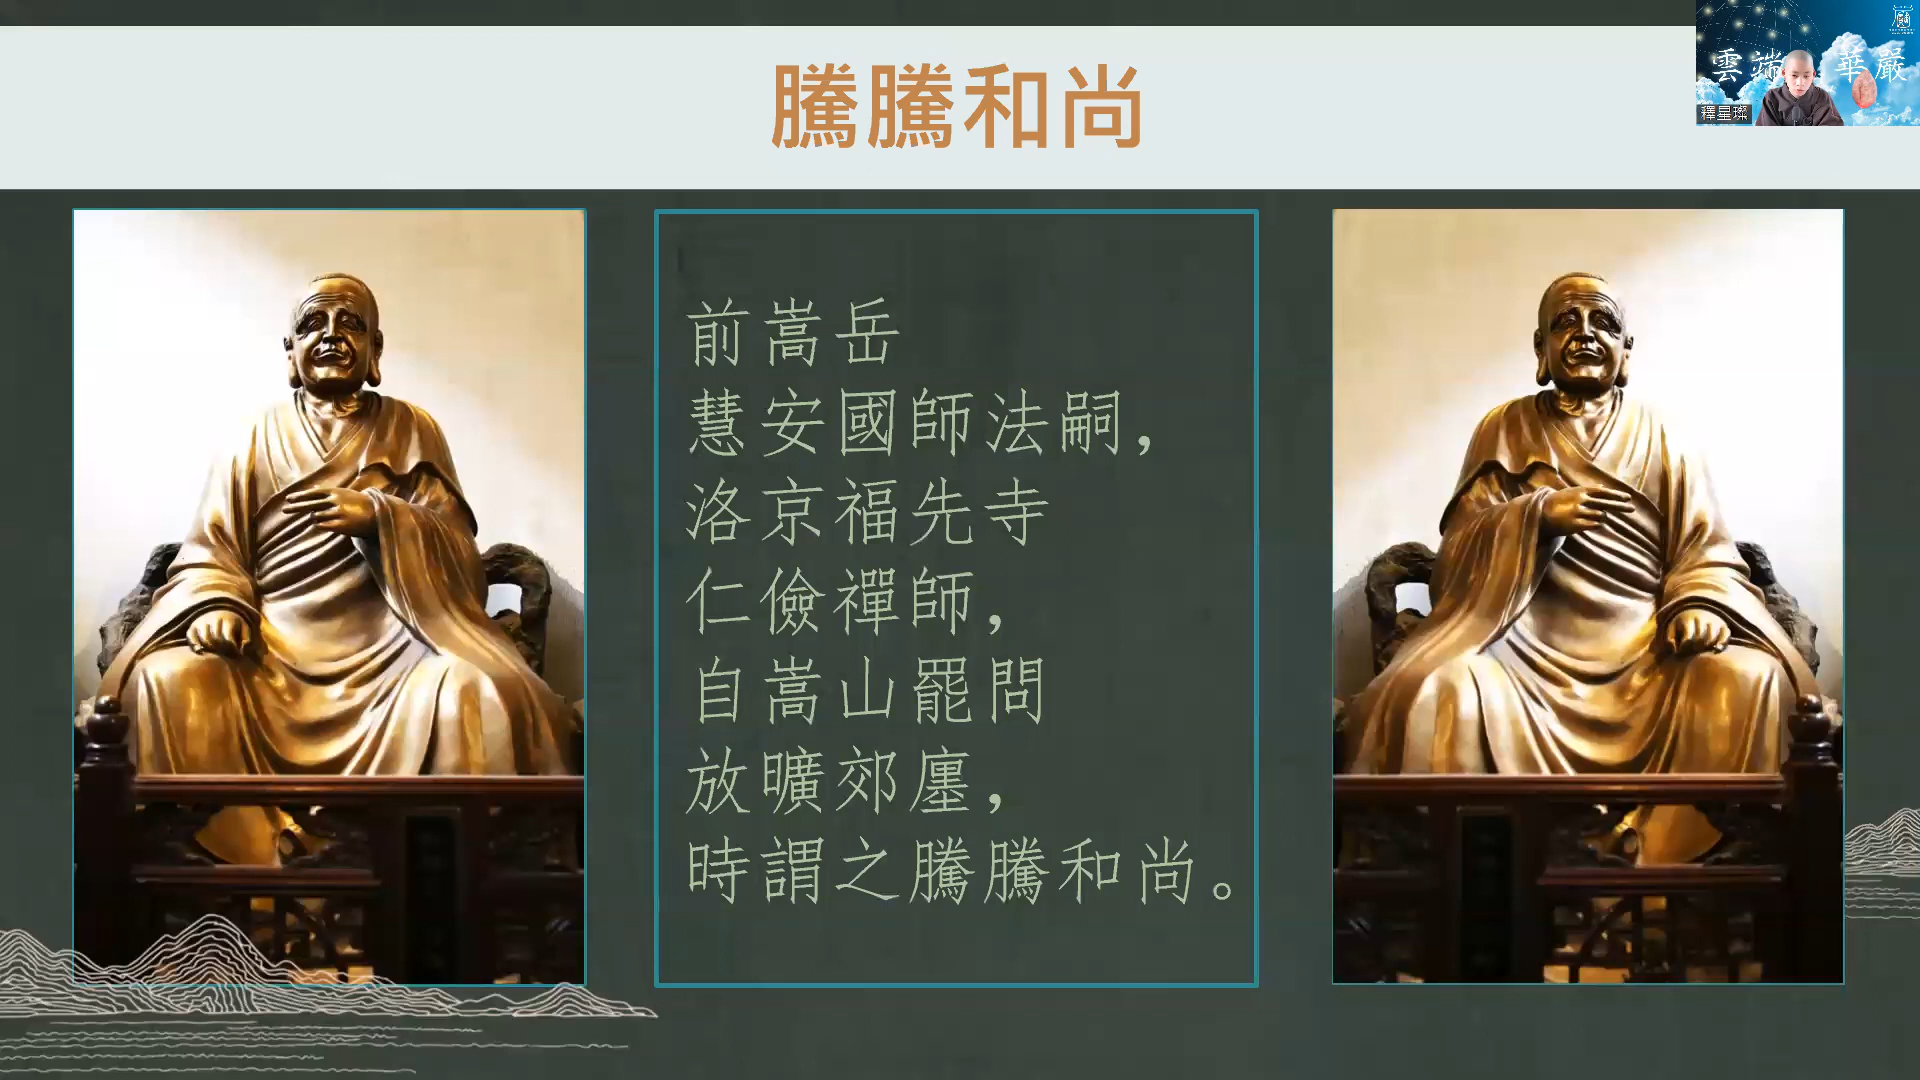 騰騰和尚
雲端 華嚴
釋星璨
前嵩岳
慧安國師法嗣，
洛京福先寺
仁儉禪師，
自嵩山罷問
放曠郊廛，
時謂之騰騰和尚。